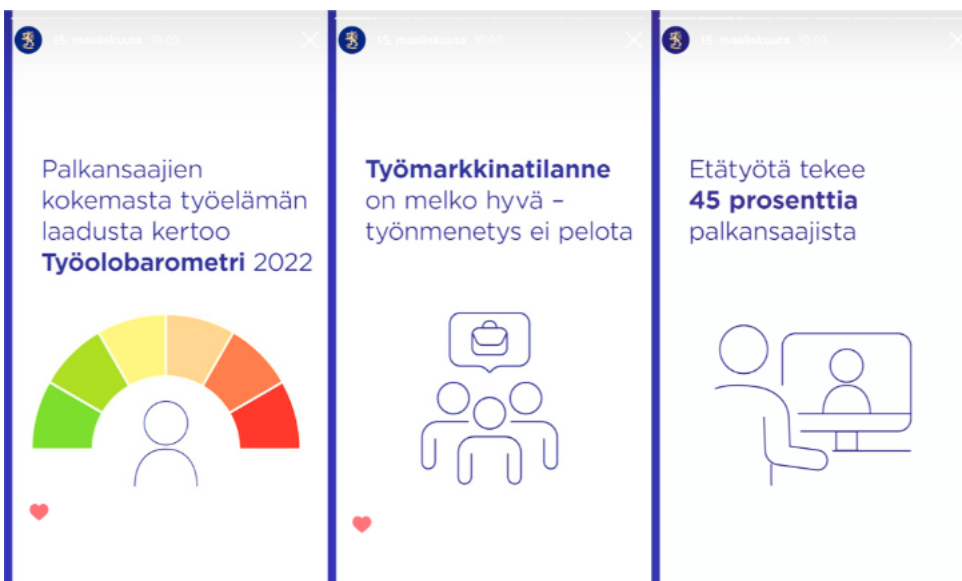 15. maaliskuuta 10.03
Palkansaajien
kokemasta työelämän
laadusta kertoo
Työolobarometri 2022
15. maaliskuuta 10.03
Työmarkkinatilanne
on melko hyvä –
työnmenetys ei pelota
15. maaliskuuta 10.03
Etätyötä tekee
45 prosenttia
palkansaajista